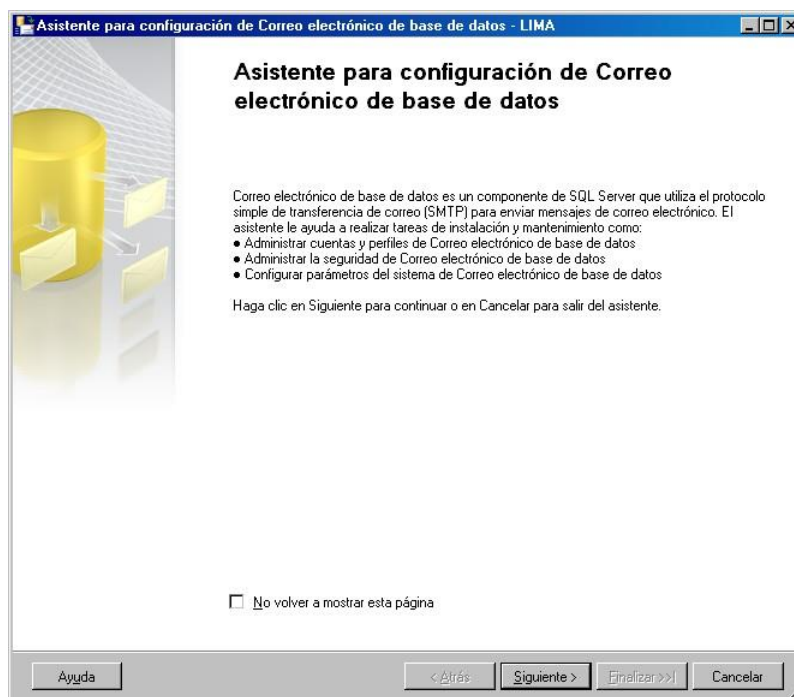 Asistente para configuración de Correo electrónico de base de datos - LIMA
Asistente para configuración de Correo
electrónico de base de datos
Correo electrónico de base de datos es un componente de SQL Server que utiliza el protocolo
simple de transferencia de correo (SMTP) para enviar mensajes de correo electrónico. El
asistente le ayuda a realizar tareas de instalación y mantenimiento como:
● Administrar cuentas y perfiles de Correo electrónico de base de datos
● Administrar la seguridad de Correo electrónico de base de datos
● Configurar parámetros del sistema de Correo electrónico de base de datos
Haga clic en Siguiente para continuar o en Cancelar para salir del asistente.
No volver a mostrar esta página
Ayuda < Atrás Siguiente > Finalizar >>| Cancelar